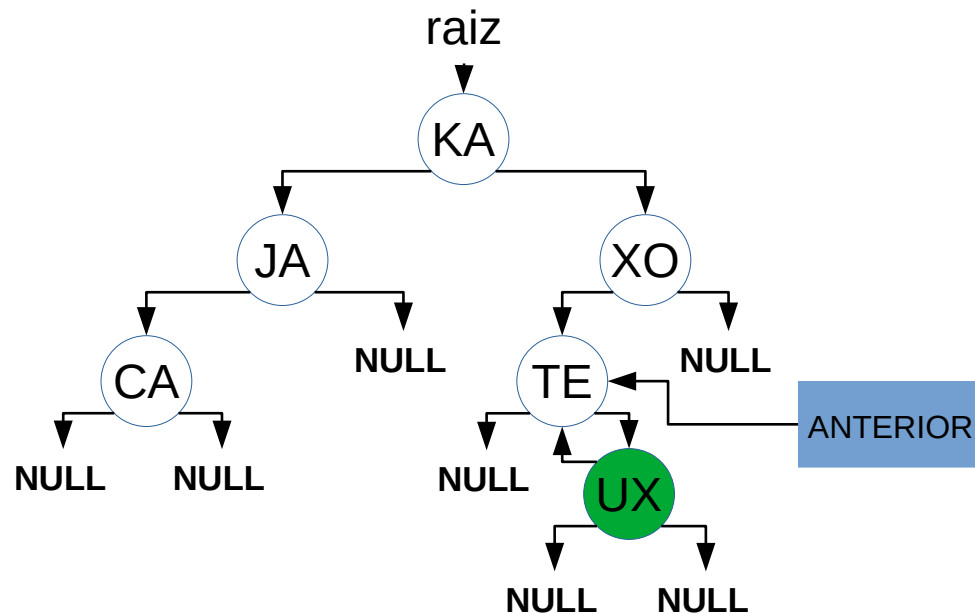 raiz
KA
JA
XO
NULL
NULL
CA
TE
ANTERIOR
NULL
NULL
NULL
UX
NULL
NULL